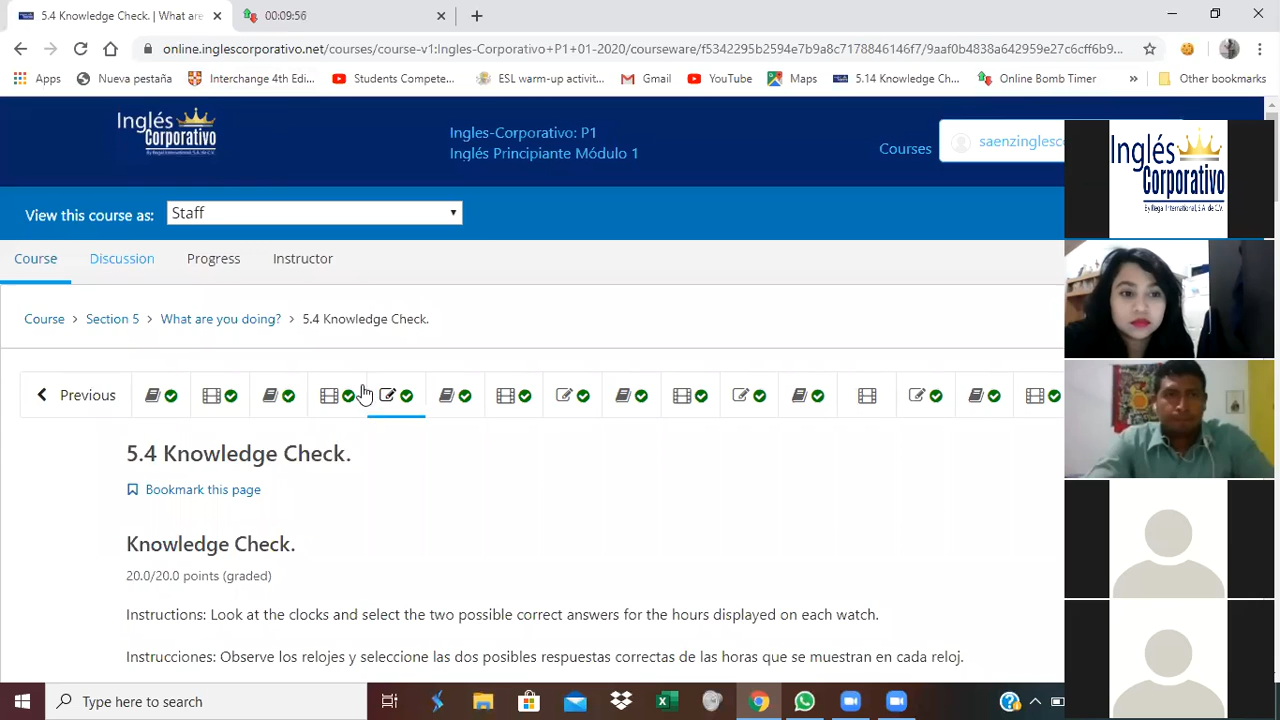 5.4 Knowledge Check. | What are
00:09:56
online.inglescorporativo.net/courses/course-v1:Ingles-Corporativo+P1+01-2020/courseware/f5342295b2594e7b9a8c7178846146f7/9aaf0b4838a642959e27c6cff6b9...
Apps
Nueva pestaña
Interchange 4th Edi...
Students Compete...
ESL warm-up activit...
Gmail
YouTube
Maps
5.14 Knowledge Ch...
Online Bomb Timer
»
Other bookmarks
Inglés
Corporativo
Ingles-Corporativo: P1
Inglés Principiante Módulo 1
Courses
saenzinglesco
Inglés
Corporativo
By Rega International, S.A. de C.V.
View this course as:
Staff
Course
Discussion
Progress
Instructor
Course > Section 5 > What are you doing? > 5.4 Knowledge Check.
Previous
5.4 Knowledge Check.
Bookmark this page
Knowledge Check.
20.0/20.0 points (graded)
Instructions: Look at the clocks and select the two possible correct answers for the hours displayed on each watch.
Instrucciones: Observe los relojes y seleccione las dos posibles respuestas correctas de las horas que se muestran en cada reloj.
Type here to search